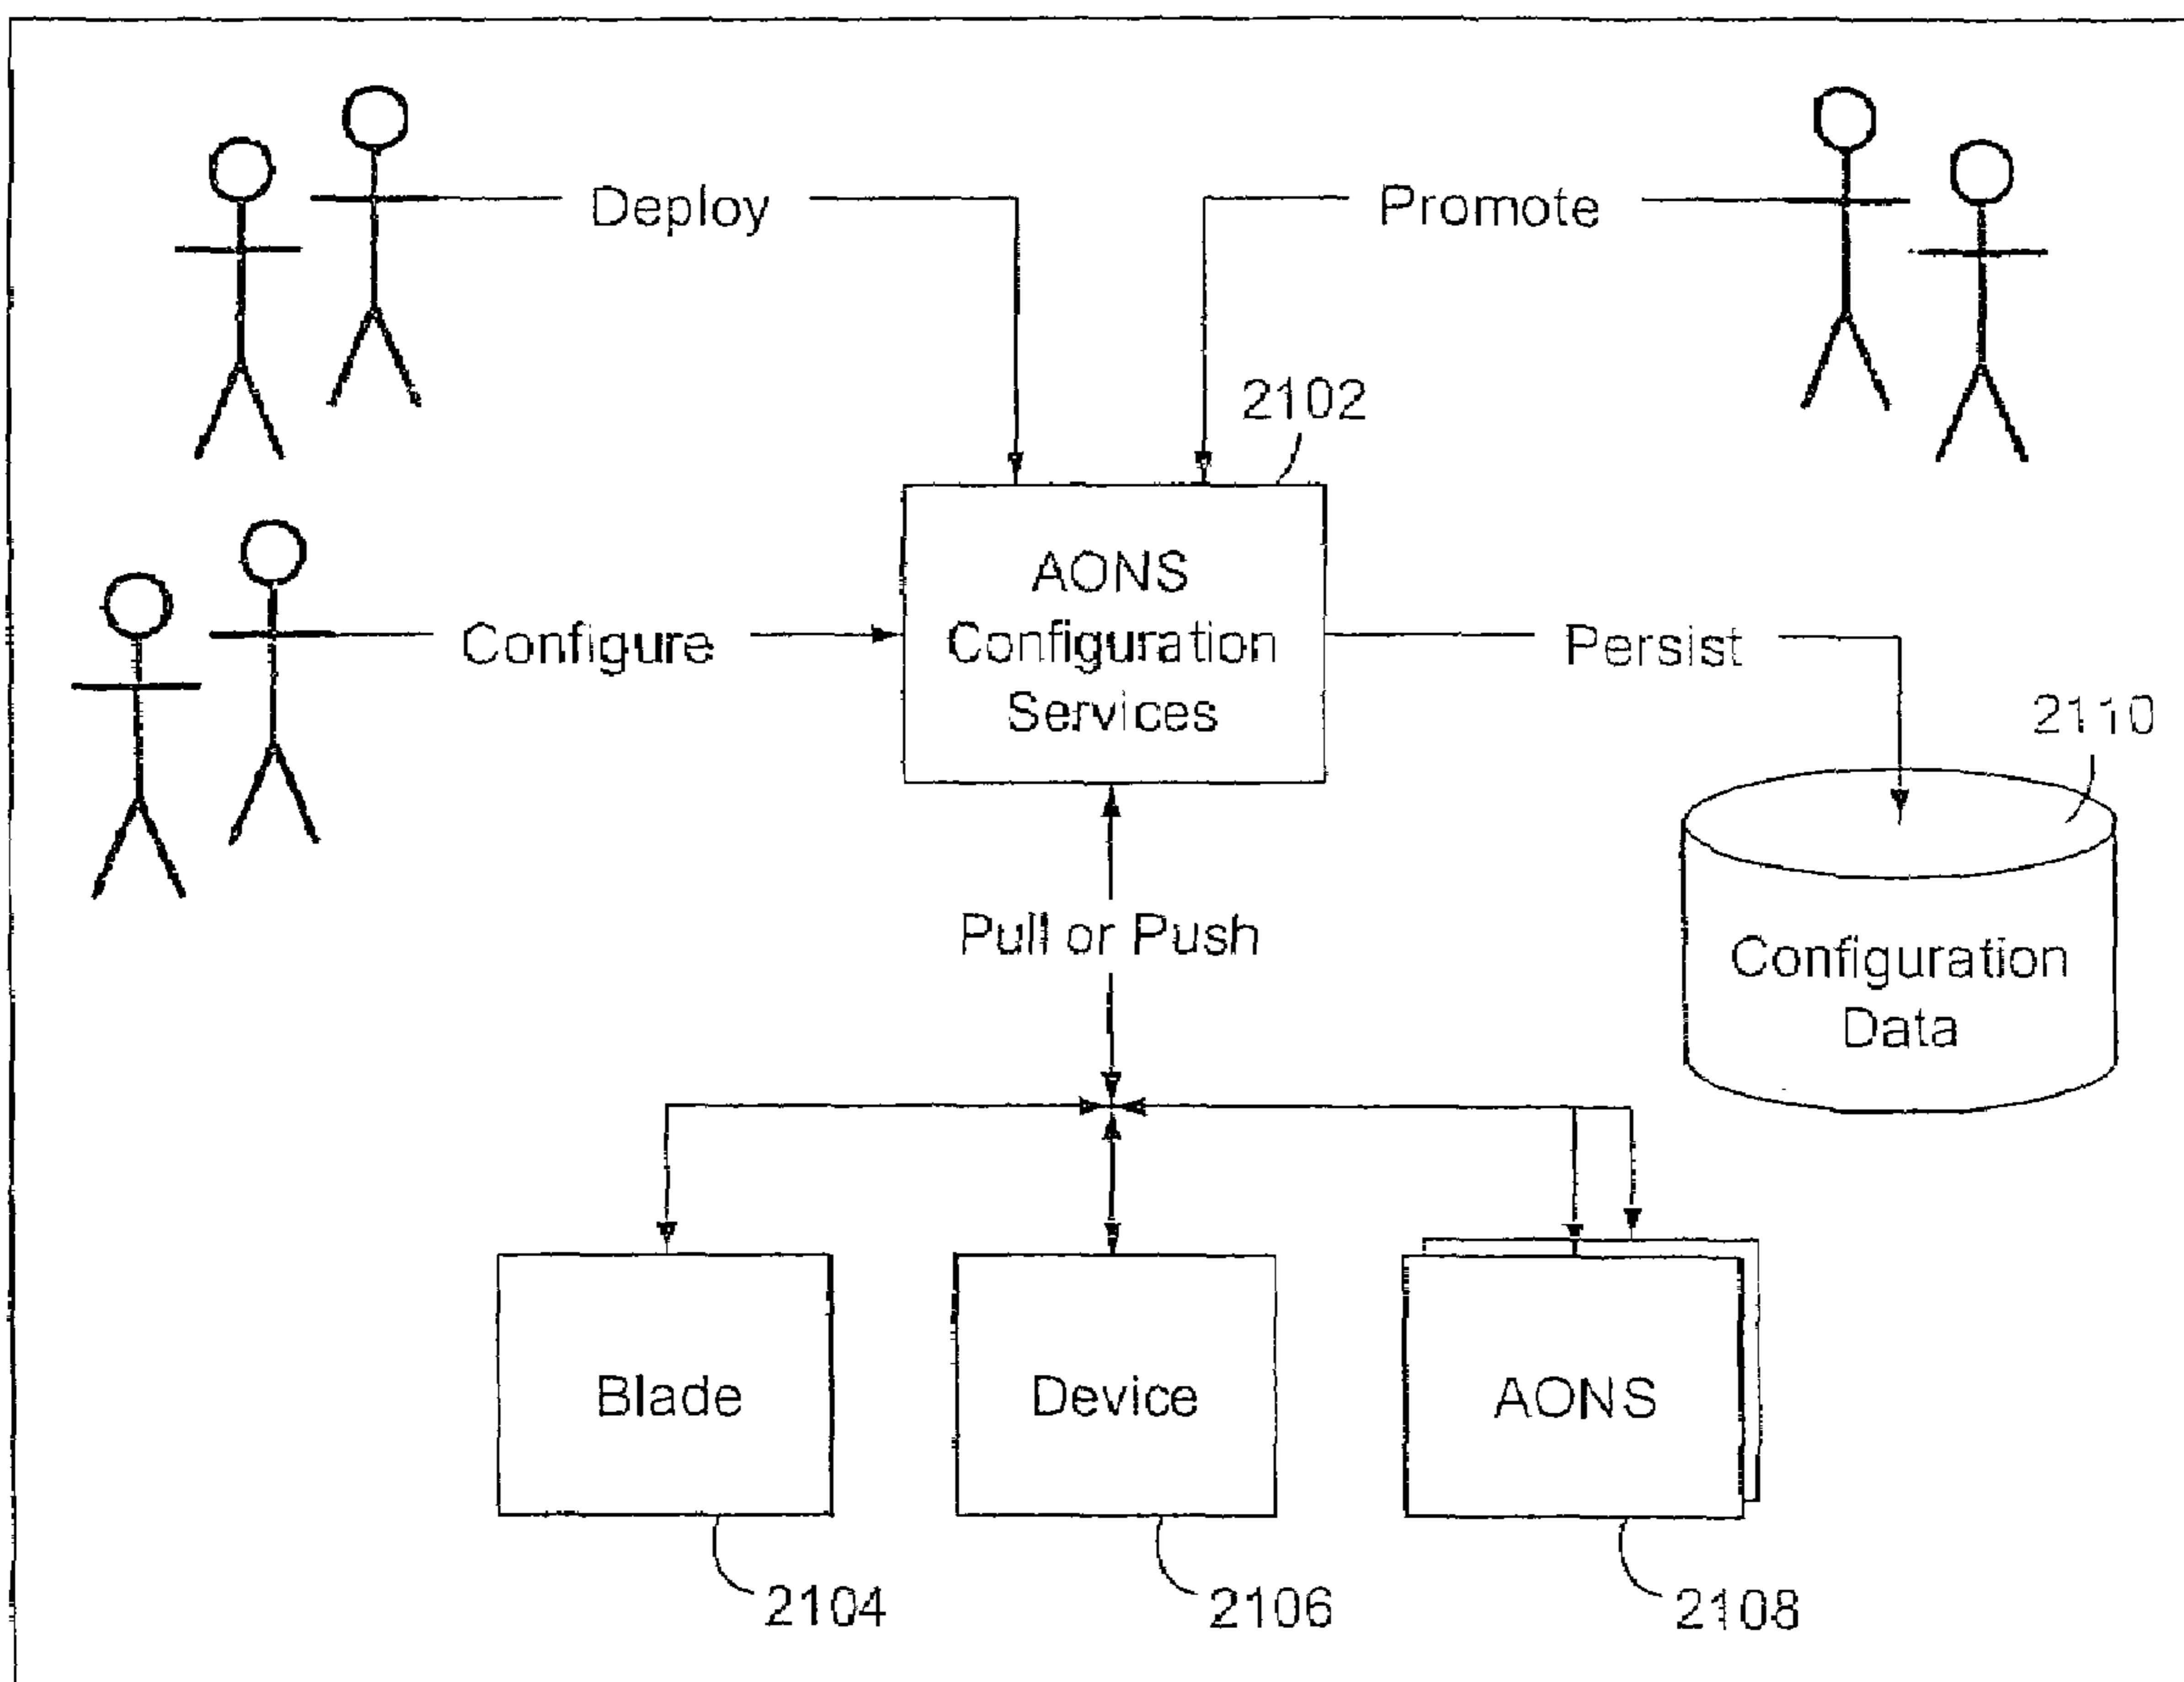 Deploy
Promote
2102
AONS
Configuration
Services
Configure
Persist
2110
Pull or Push
Configuration
Data
Blade
Device
AONS
2104
2106
2108